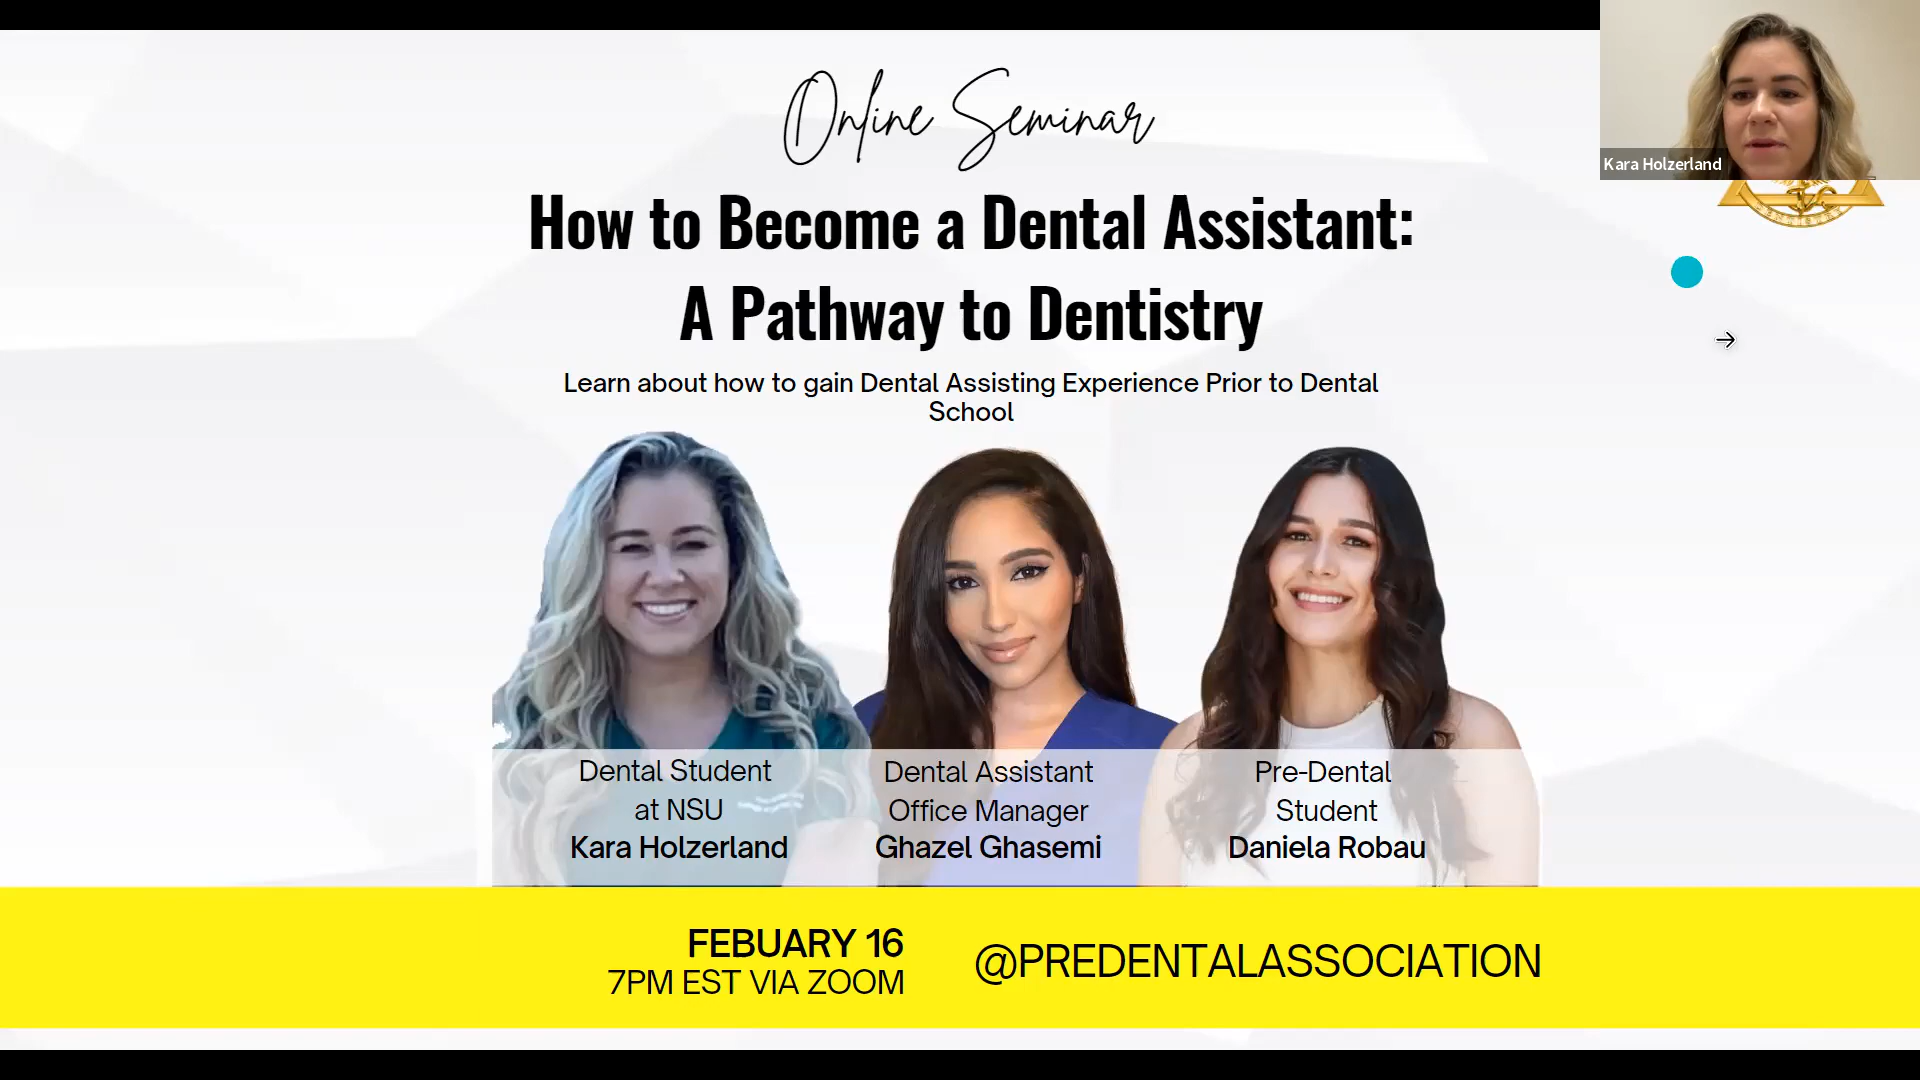 Online Seminar
Kara Holzerland
DENTISTRY
How to Become a Dental Assistant:
A Pathway to Dentistry
Learn about how to gain Dental Assisting Experience Prior to Dental
School
Dental Student
at NSU
Kara Holzerland
Dental Assistant
Office Manager
Ghazel Ghasemi
Pre-Dental
Student
Daniela Robau
FEBUARY 16
7PM EST VIA ZOOM
@PREDENTALASSOCIATION